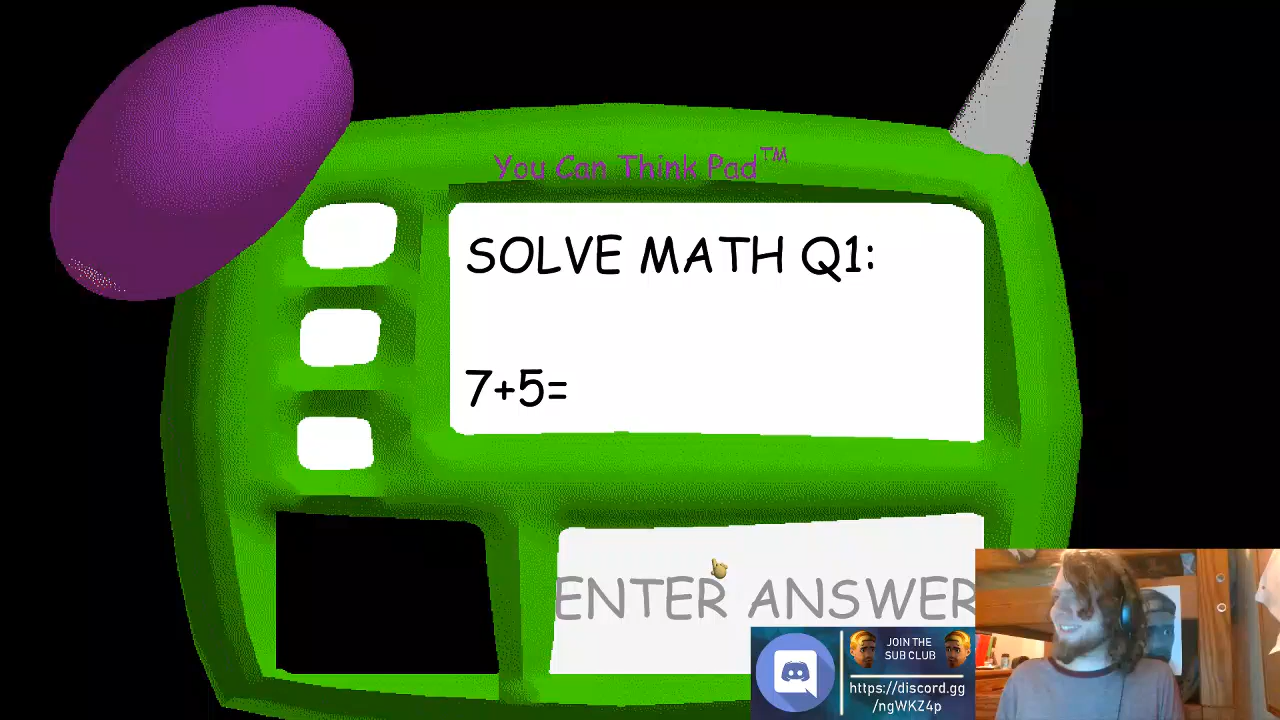 You Can Think Pad™
SOLVE MATH Q1:
7+5=
ENTER ANSWER
JOIN THE
SUB CLUB
https://discord.gg
/ngWKZ4p